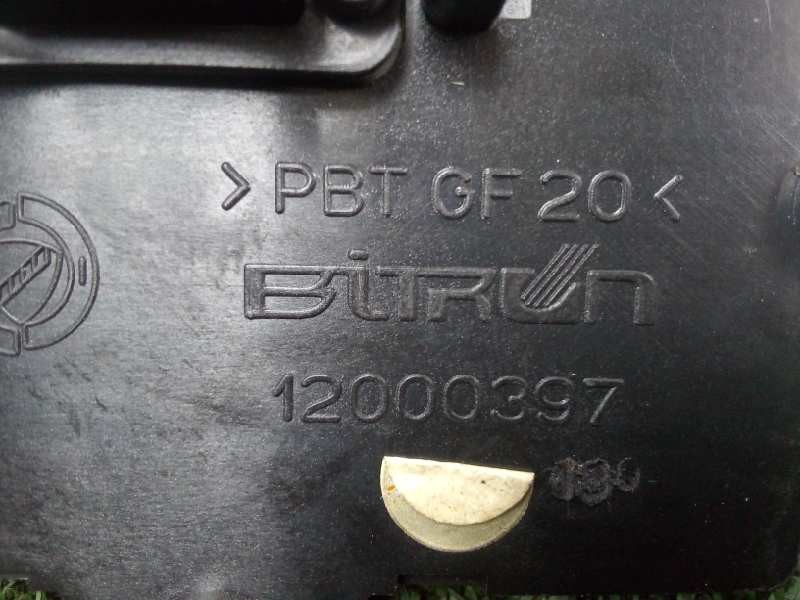 >PBT GF 20<
BiTRON
12000397